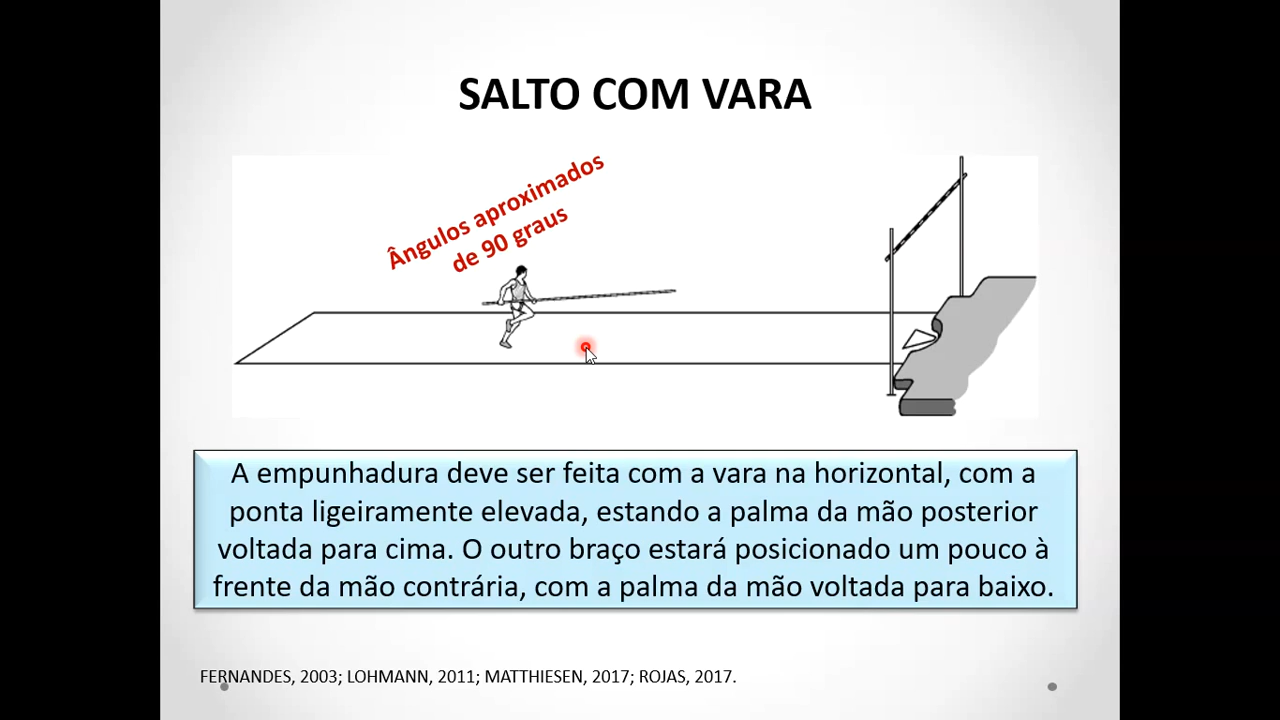 SALTO COM VARA
Ângulos aproximados
de 90 graus
A empunhadura deve ser feita com a vara na horizontal, com a
ponta ligeiramente elevada, estando a palma da mão posterior
voltada para cima. O outro braço estará posicionado um pouco à
frente da mão contrária, com a palma da mão voltada para baixo.
FERNANDES, 2003; LOHMANN, 2011; MATTHIESEN, 2017; ROJAS, 2017.